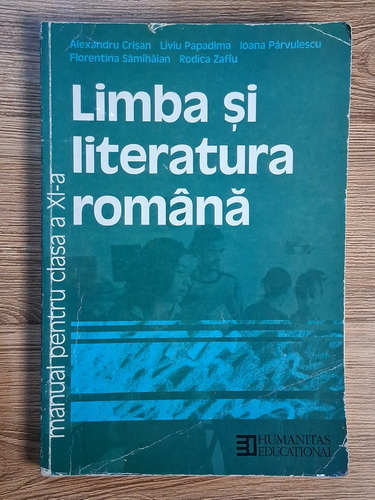 Alexandru Crișan Liviu Papadima Ioana Pârvulescu
Florentina Sâmihăian Rodica Zafiu
Limba și
literatura
română
manual pentru clasa a XI-a
HUMANITAS
EDUCAȚIONAL